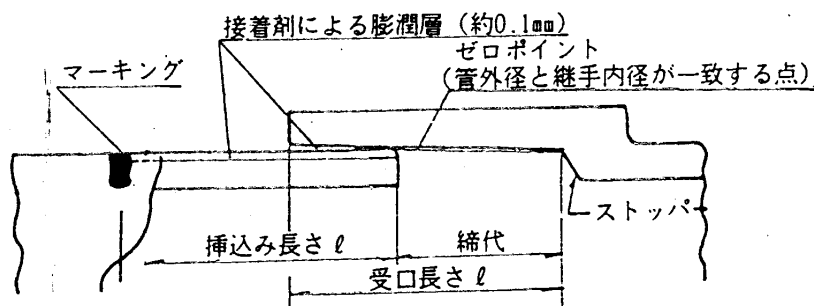 接着剤による膨潤層(約0.1㎜)
ゼロポイント
(管外径と継手内径が一致する点)
マーキング
ストッパ
挿込み長さℓ
締代
受口長さℓ